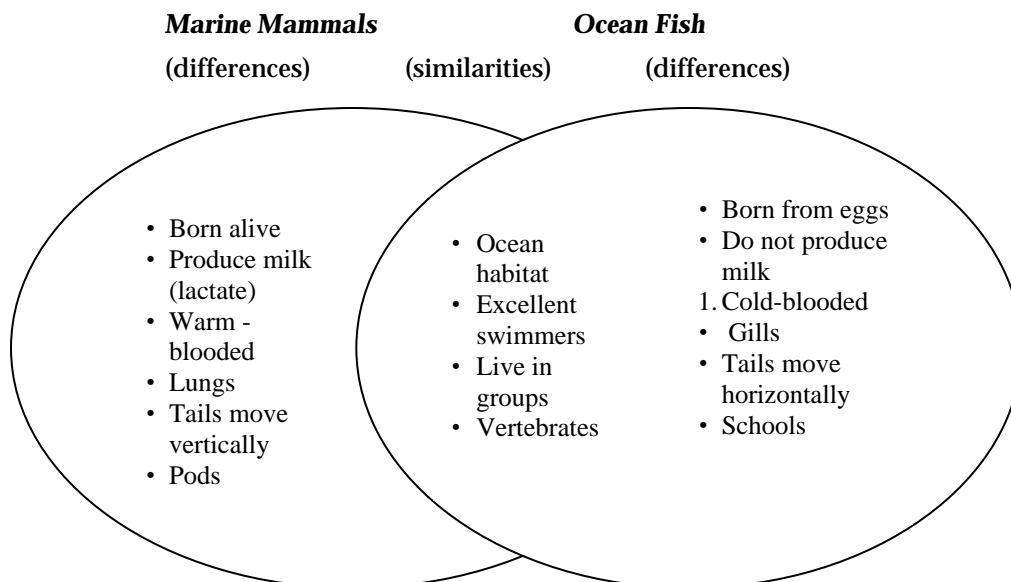 Marine Mammals
Ocean Fish
(differences)
(similarities)
(differences)
• Born alive
• Produce milk
(lactate)
• Warm -
blooded
• Lungs
• Tails move
vertically
• Pods
• Ocean
habitat
• Excellent
swimmers
• Live in
groups
• Vertebrates
• Born from eggs
• Do not produce
milk
1. Cold-blooded
• Gills
• Tails move
horizontally
• Schools